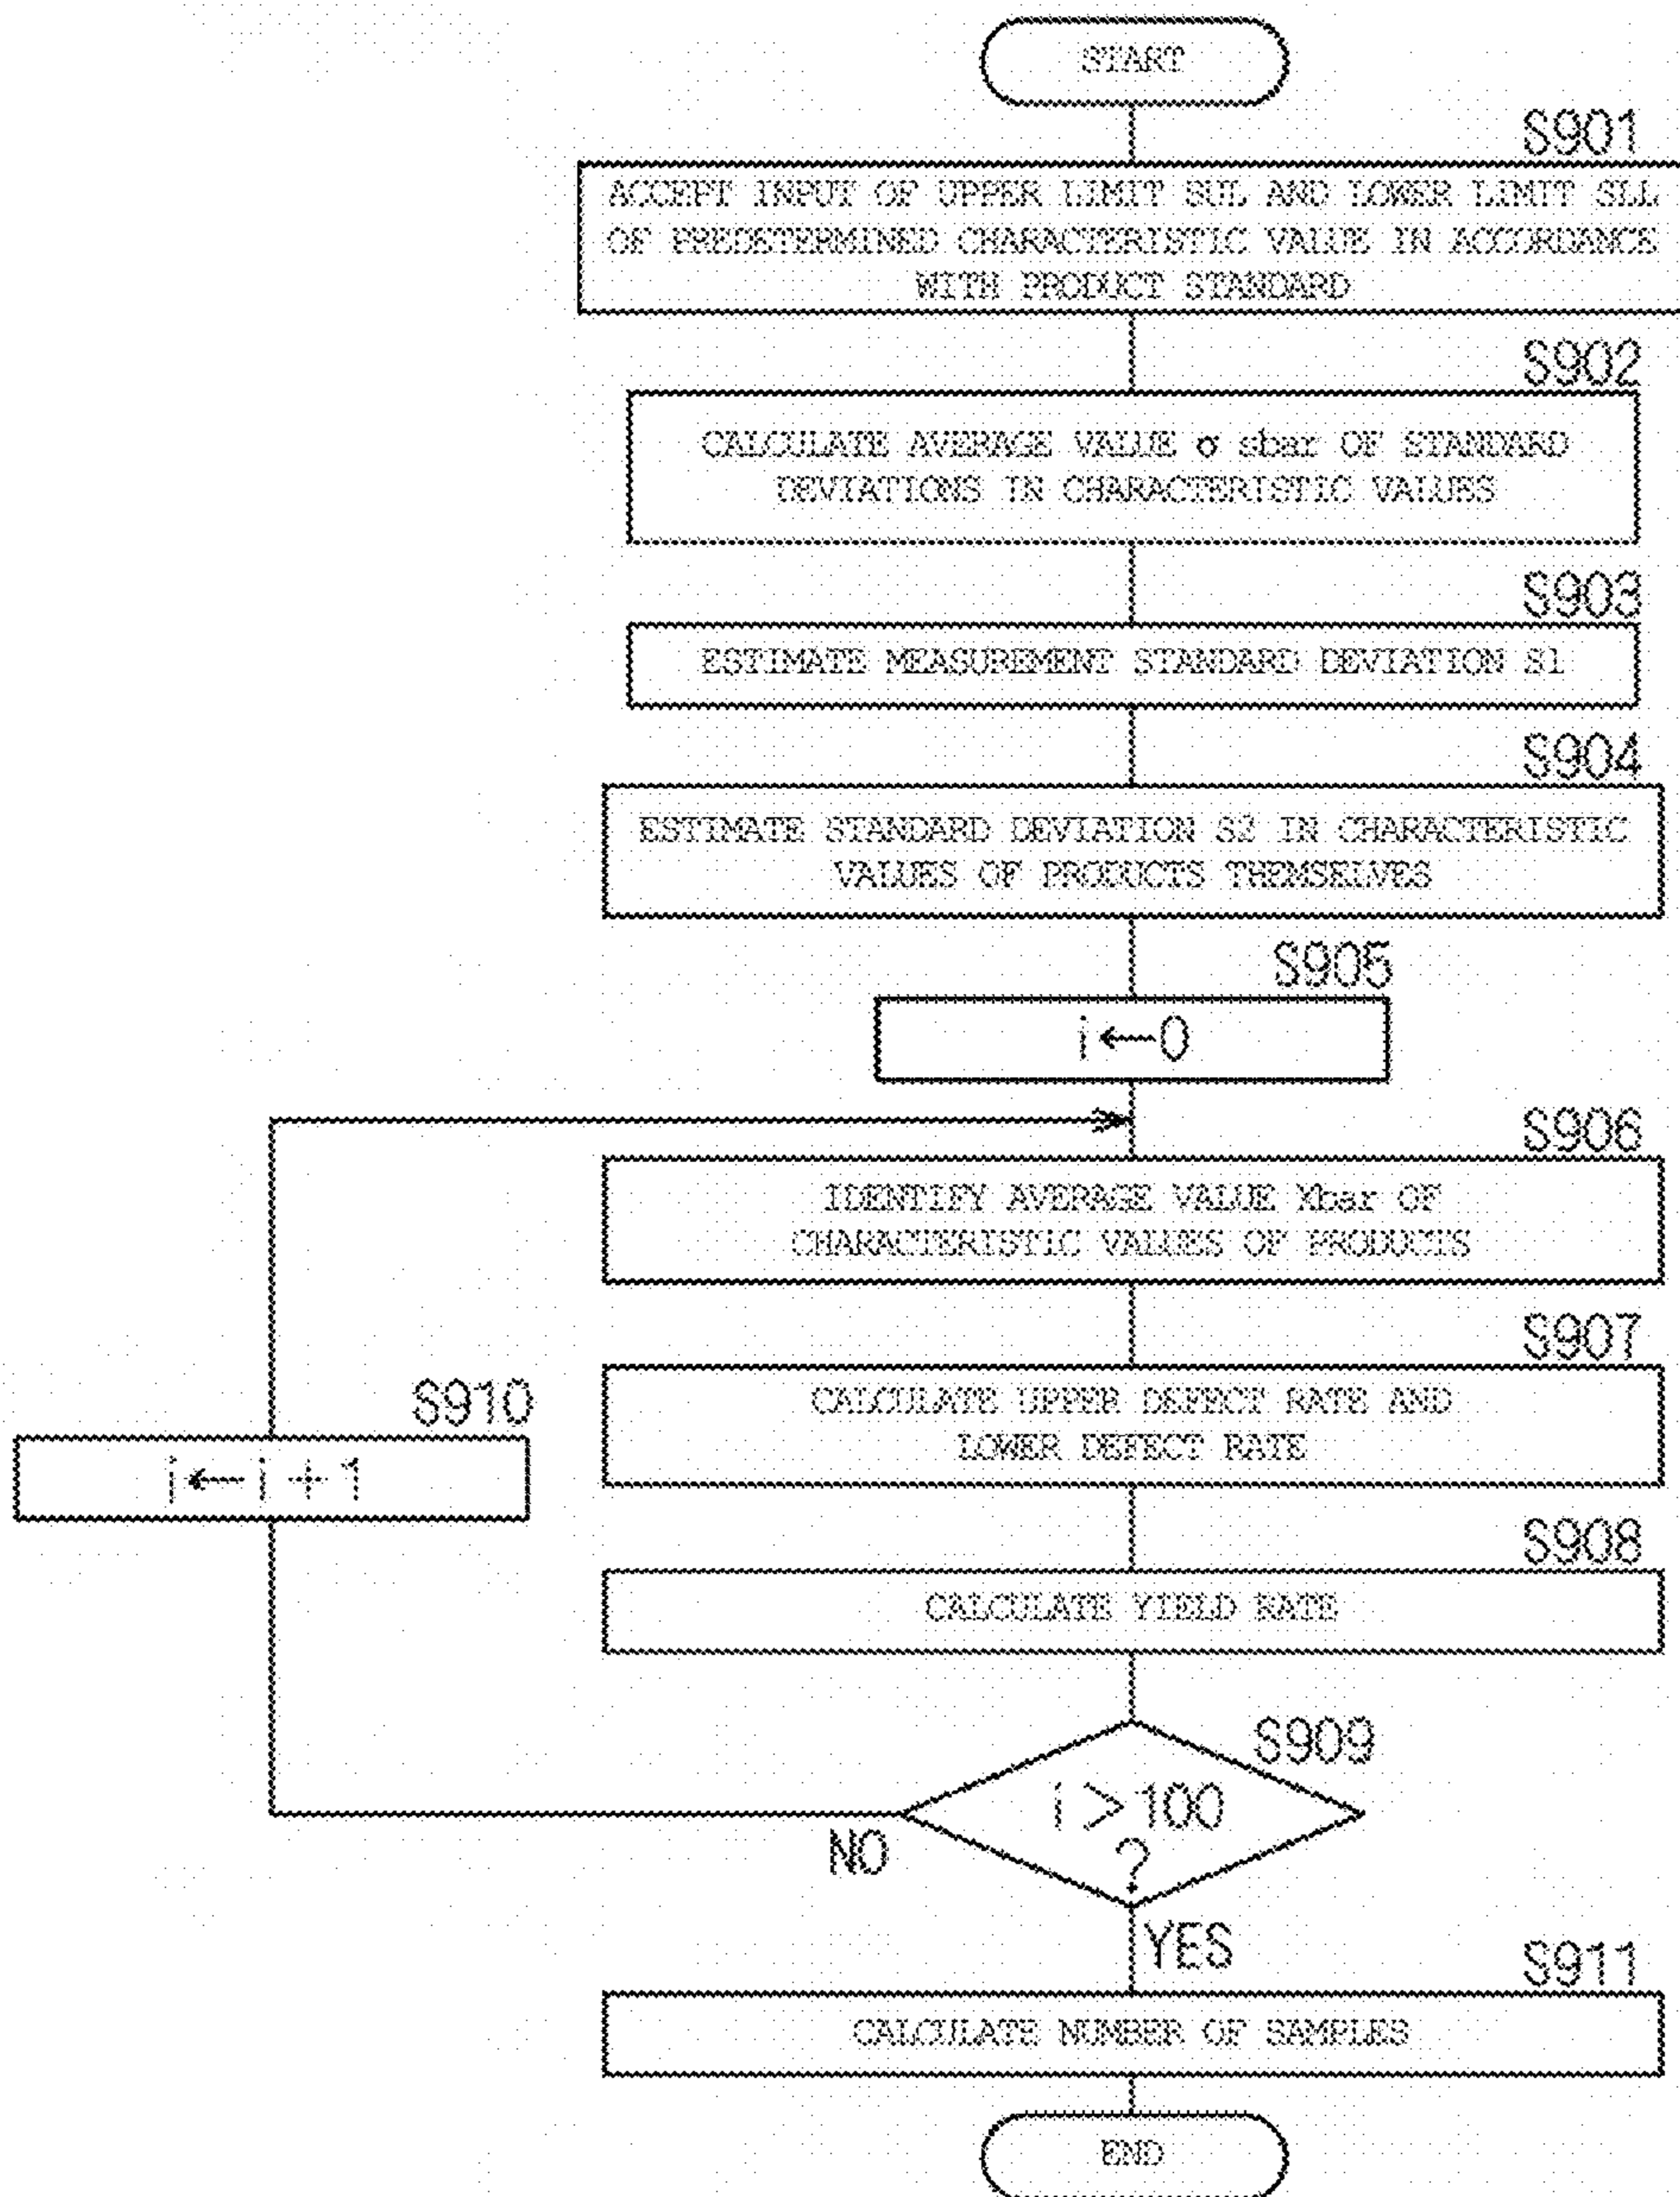 START
S901
ACCEPT INPUT OF UPPER LIMIT SUL AND LOWER LIMIT SLL
OF PREDETERMINED CHARACTERISTIC VALUE IN ACCORDANCE
WITH PRODUCT STANDARD
S902
CALCULATE AVERAGE VALUE σ sbar OF STANDARD
DEVIATIONS IN CHARACTERISTIC VALUES
S903
ESTIMATE MEASUREMENT STANDARD DEVIATION S1
S904
ESTIMATE STANDARD DEVIATION S2 IN CHARACTERISTIC
VALUES OF PRODUCTS THEMSELVES
S905
i←0
S906
IDENTIFY AVERAGE VALUE Xbar OF
CHARACTERISTIC VALUES OF PRODUCTS
S907
CALCULATE UPPER DEFECT RATE AND
LOWER DEFECT RATE
S910
i←i+1
S908
CALCULATE YIELD RATE
S909
i>100
?
NO
YES
S911
CALCULATE NUMBER OF SAMPLES
END